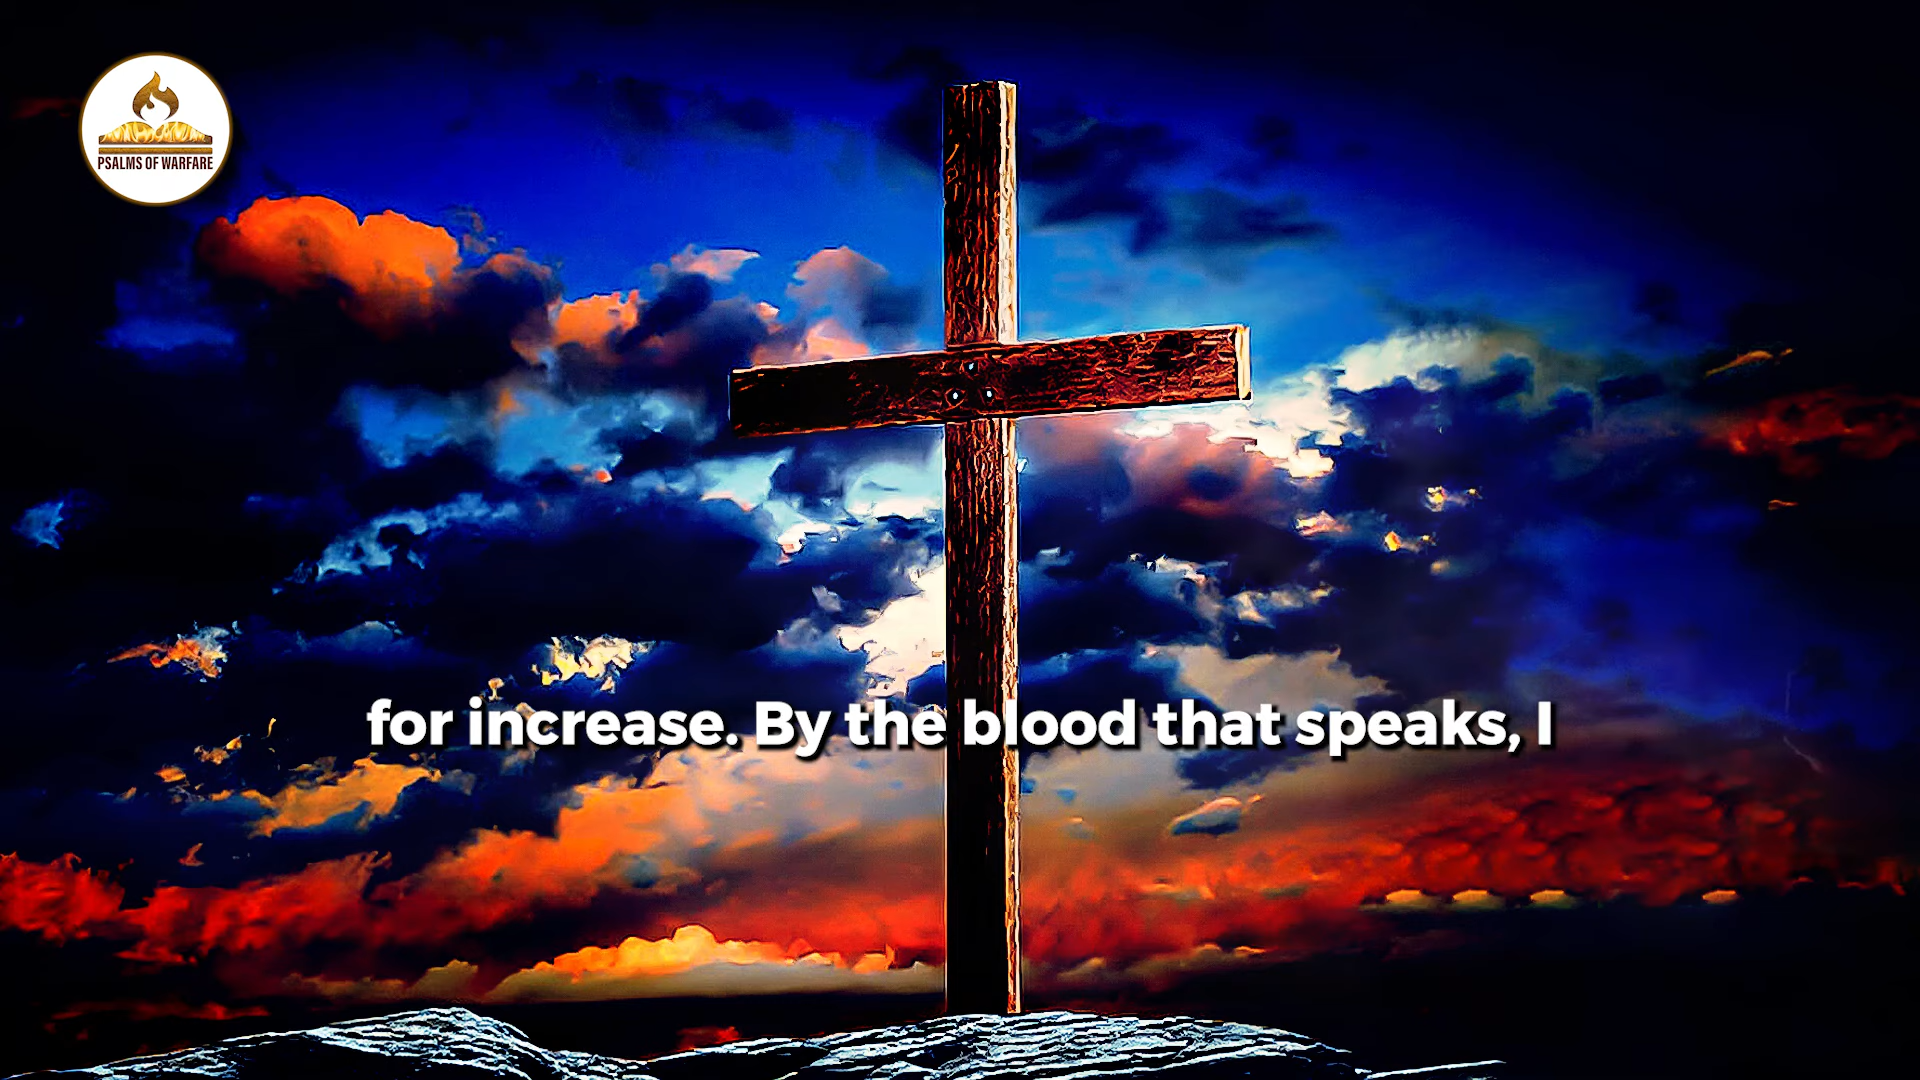 PSALMS OF WARFARE
for increase. By the blood that speaks, I